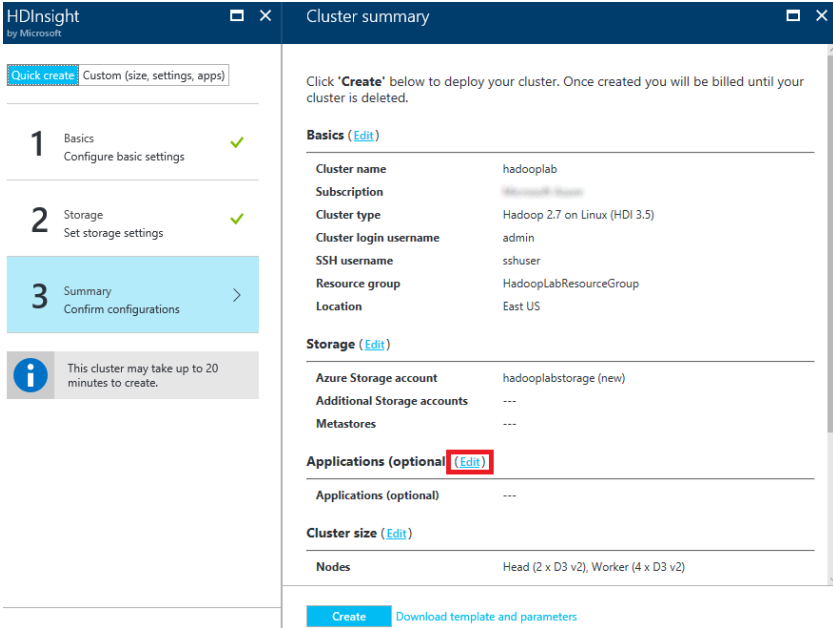 HDInsight
by Microsoft
Quick create
Custom (size, settings, apps)
1
Basics
Configure basic settings
2
Storage
Set storage settings
3
Summary
Confirm configurations
This cluster may take up to 20
minutes to create.
Cluster summary
Click 'Create' below to deploy your cluster. Once created you will be billed until your
cluster is deleted.
Basics (Edit)
Cluster name hadooplab
Subscription
Cluster type Hadoop 2.7 on Linux (HDI 3.5)
Cluster login username admin
SSH username sshuser
Resource group HadoopLabResourceGroup
Location East US
Storage (Edit)
Azure Storage account hadooplabstorage (new)
Additional Storage accounts ---
Metastores ---
Applications (optional (Edit)
Applications (optional) ---
Cluster size (Edit)
Nodes Head (2 x D3 v2), Worker (4 x D3 v2)
Create
Download template and parameters